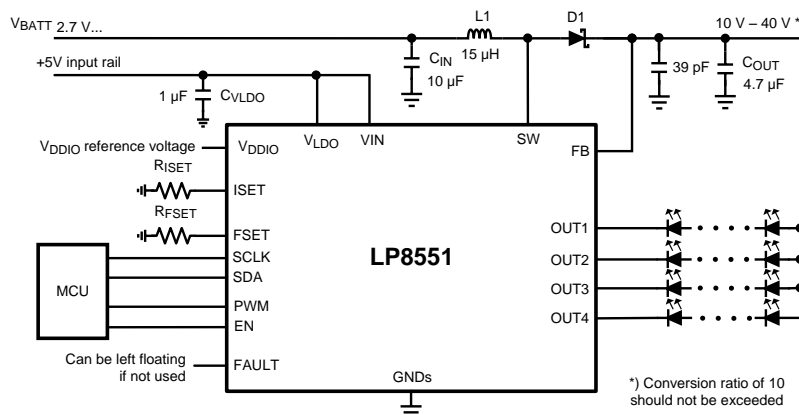 VBATT 2.7 V...
L1
D1
10 V – 40 V *
15 µH
CIN
10 µF
39 pF
COUT
4.7 µF
+5V input rail
1 µF
CVLDO
VDDIO reference voltage
VDDIO
VLDO
VIN
SW
FB
RISET
ISET
RFSET
FSET
SCLK
SDA
MCU
PWM
EN
LP8551
OUT1
OUT2
OUT3
OUT4
Can be left floating
if not used
FAULT
GNDs
*) Conversion ratio of 10
should not be exceeded